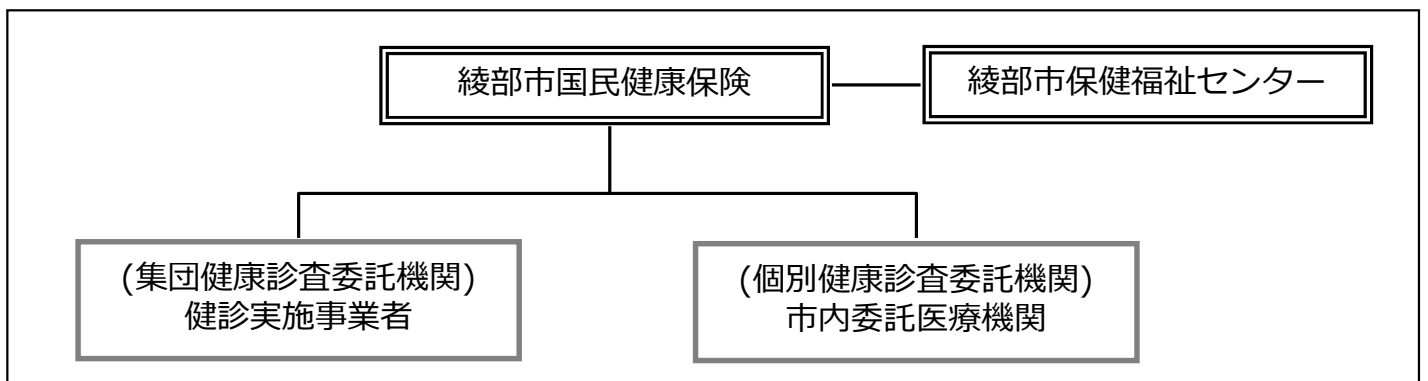 綾部市国民健康保険
綾部市保健福祉センター
(集団健康診査委託機関)
健診実施事業者
(個別健康診査委託機関)
市内委託医療機関